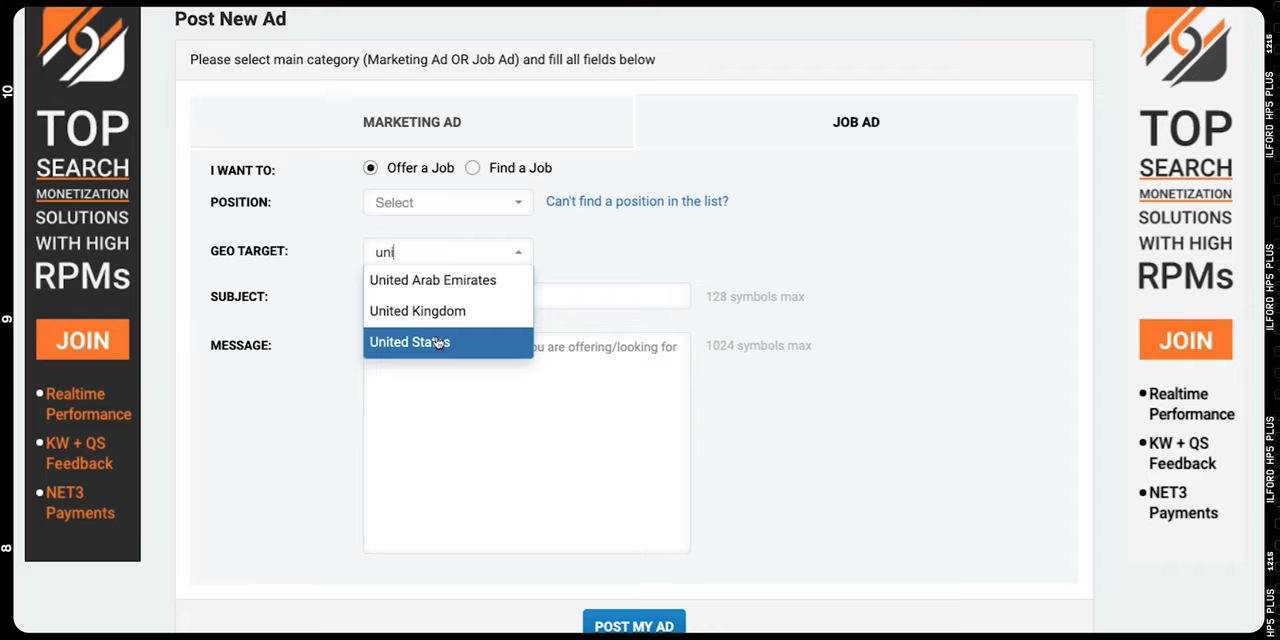 Post New Ad
Please select main category (Marketing Ad OR Job Ad) and fill all fields below
MARKETING AD
JOB AD
I WANT TO:
Offer a Job
Find a Job
POSITION:
Select
Can't find a position in the list?
GEO TARGET:
uni
United Arab Emirates
United Kingdom
United States
SUBJECT:
128 symbols max
MESSAGE:
ou are offering/looking for
1024 symbols max
POST MY AD
TOP
SEARCH
MONETIZATION
SOLUTIONS
WITH HIGH
RPMs
JOIN
Realtime
Performance
KW + QS
Feedback
NET3
Payments
TOP
SEARCH
MONETIZATION
SOLUTIONS
WITH HIGH
RPMs
JOIN
Realtime
Performance
KW + QS
Feedback
NET3
Payments
10
9
8
1215
ILFORD HP5 PLUS
ILFORD HP5 PLUS
ILFORD HP5 PLUS
1215
HP5 PLUS